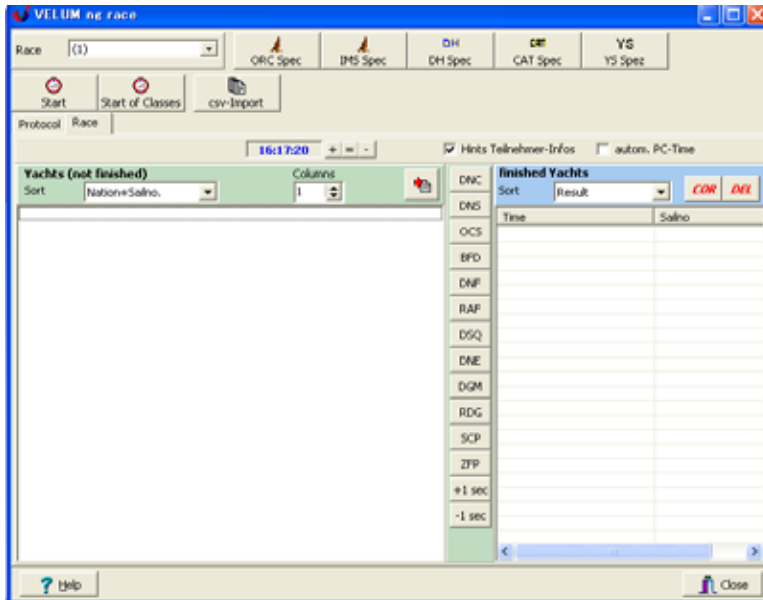 VELUM ng race
Race (1) ORC Spec IMS Spec DH DH Spec CAT CAT Spec YS YS Spez
Start Start of Classes csv-Import
Protocol Race
16:17:20 + = - Hints Teilnehmer-Infos autom. PC-Time
Yachts (not finished) Columns
Sort Nation+Sailno. 1
DNC
DNS
OCS
BFD
DNF
RAF
DSQ
DNE
DGM
RDG
SCP
ZFP
+1 sec
-1 sec
finished Yachts
Sort Result COR DEL
Time Sailno
? Help Close